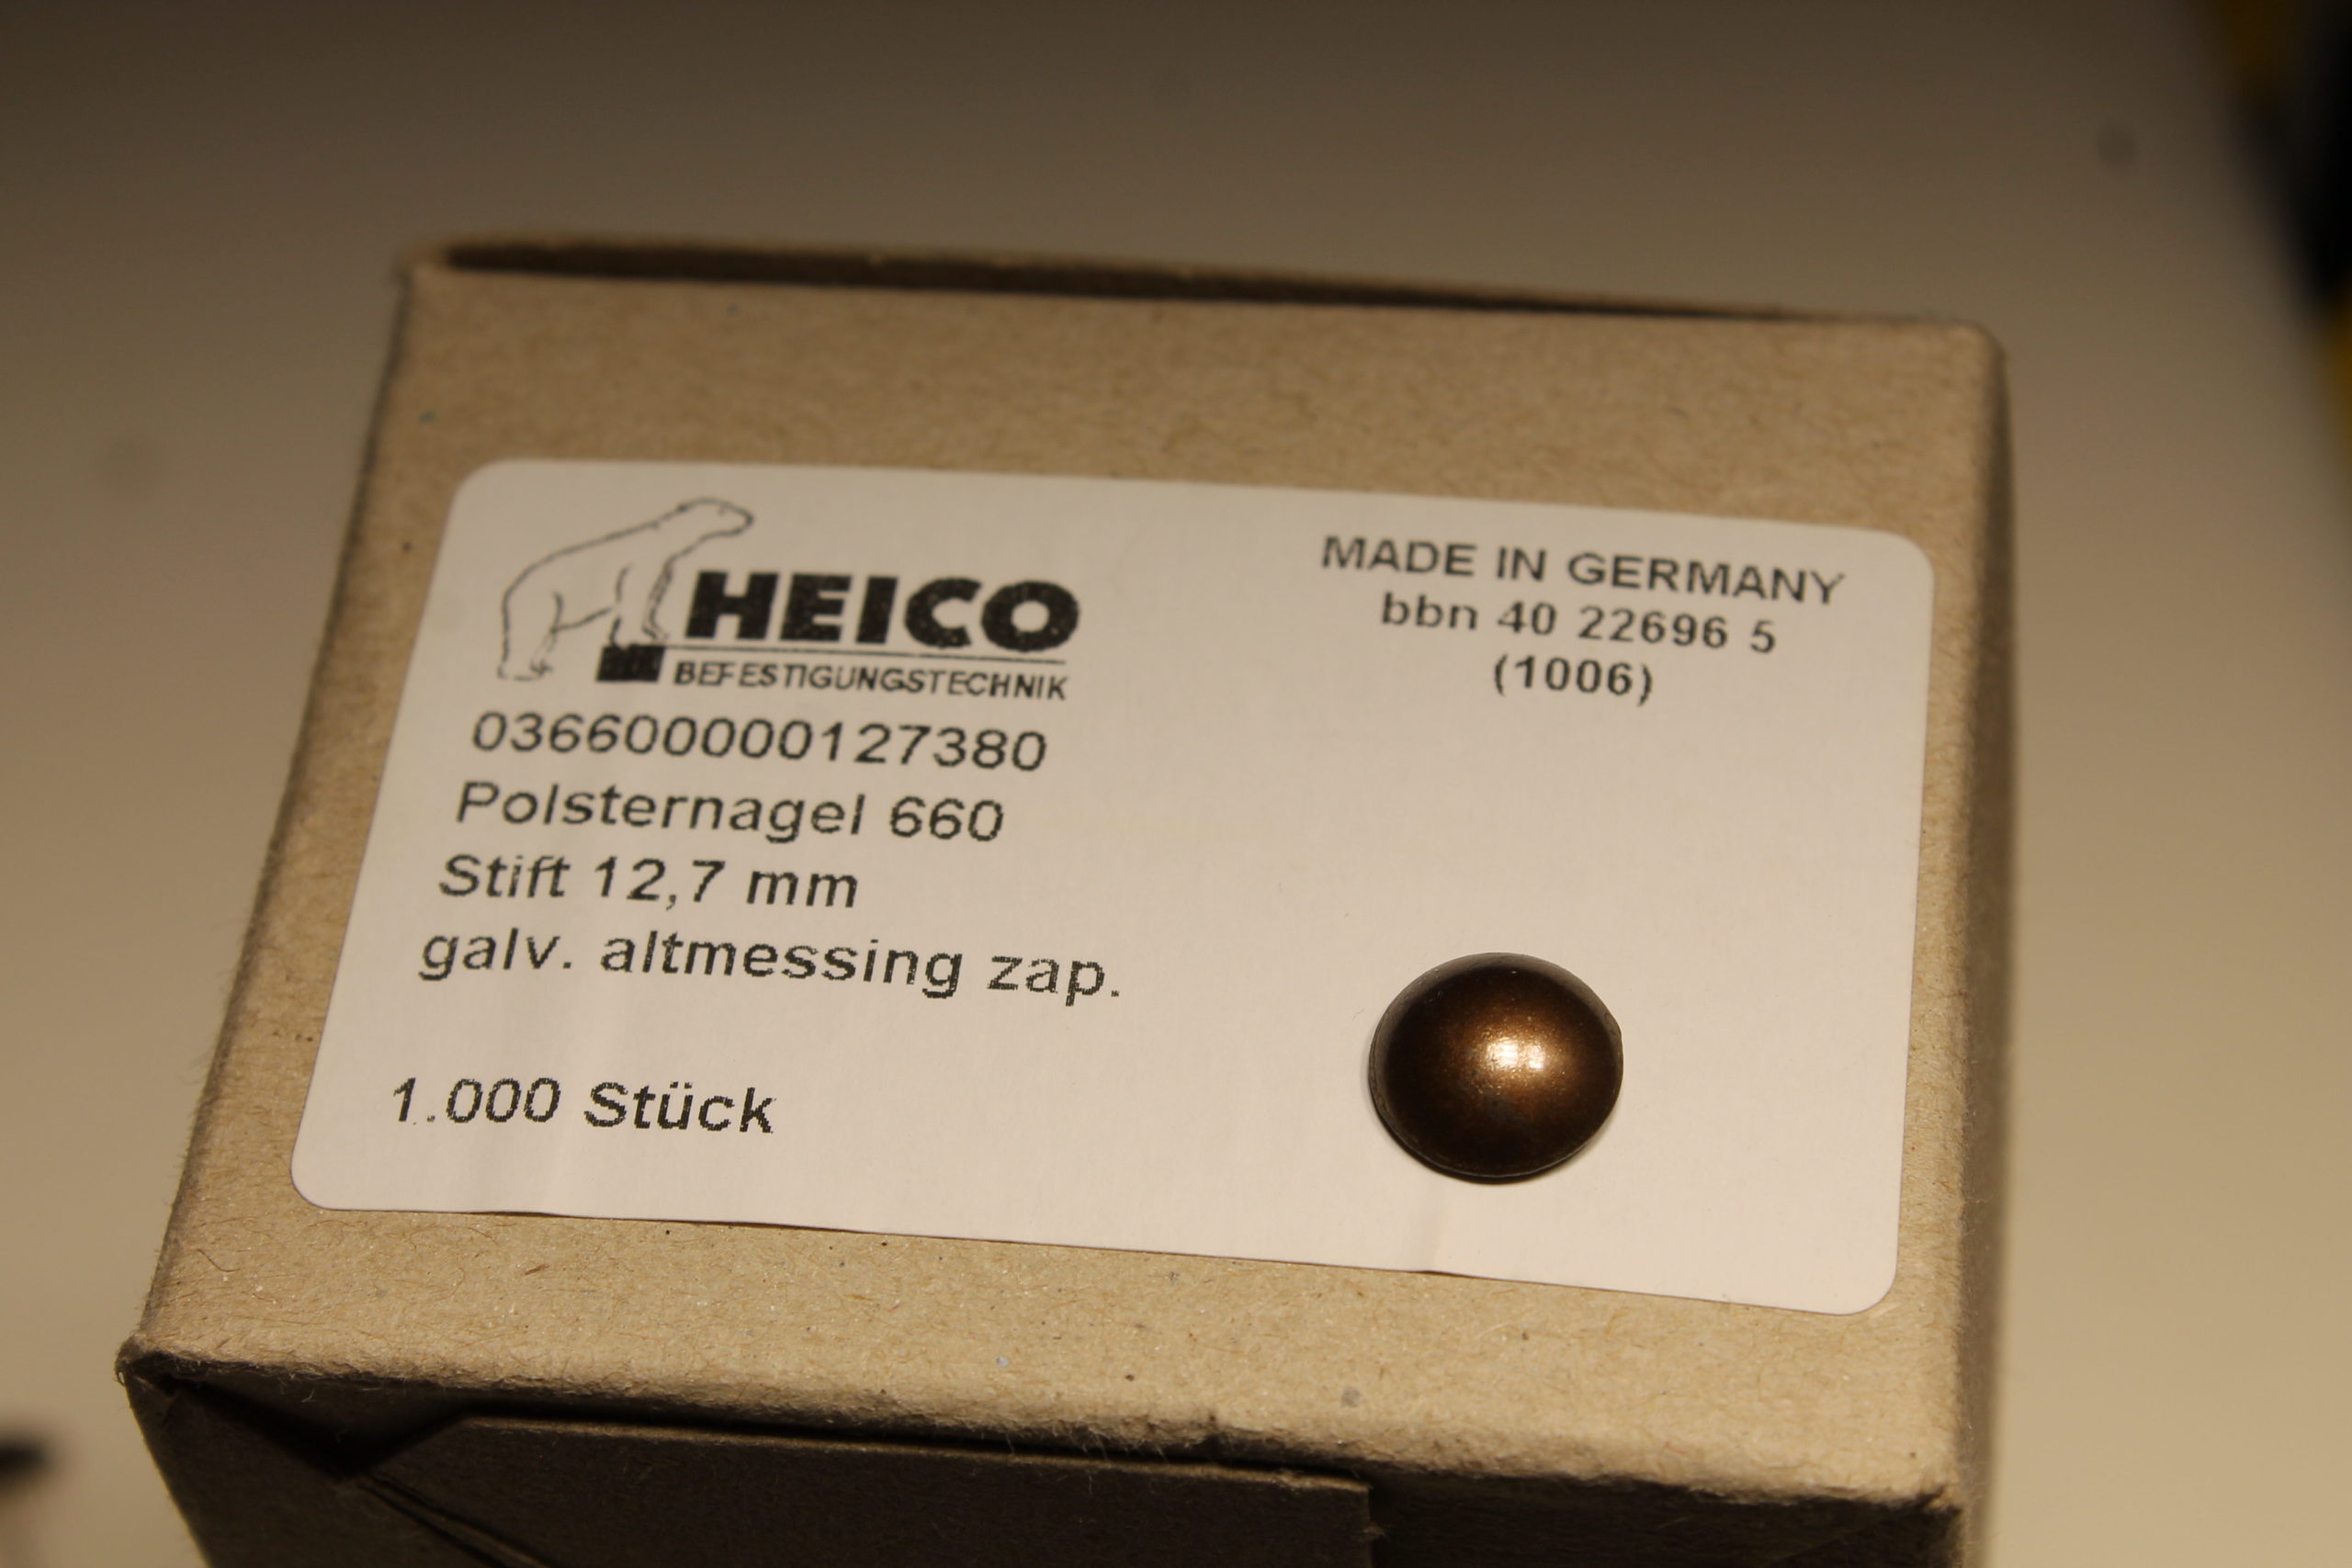 HEICO
BEFESTIGUNGSTECHNIK
MADE IN GERMANY
bbn 40 22696 5
(1006)
036600000127380
Polsternagel 660
Stift 12,7 mm
galv. altmessing zap.
1.000 Stück